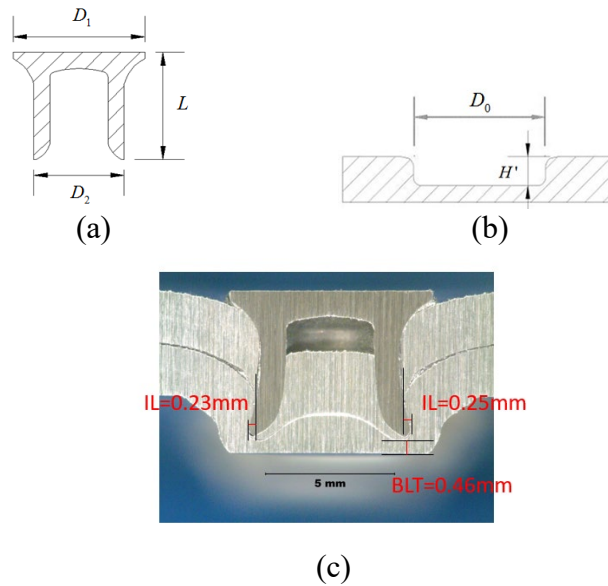 D1
L
D2
(a)
D0
H'
(b)
IL=0.23mm
IL=0.25mm
5 mm
BLT=0.46mm
(c)